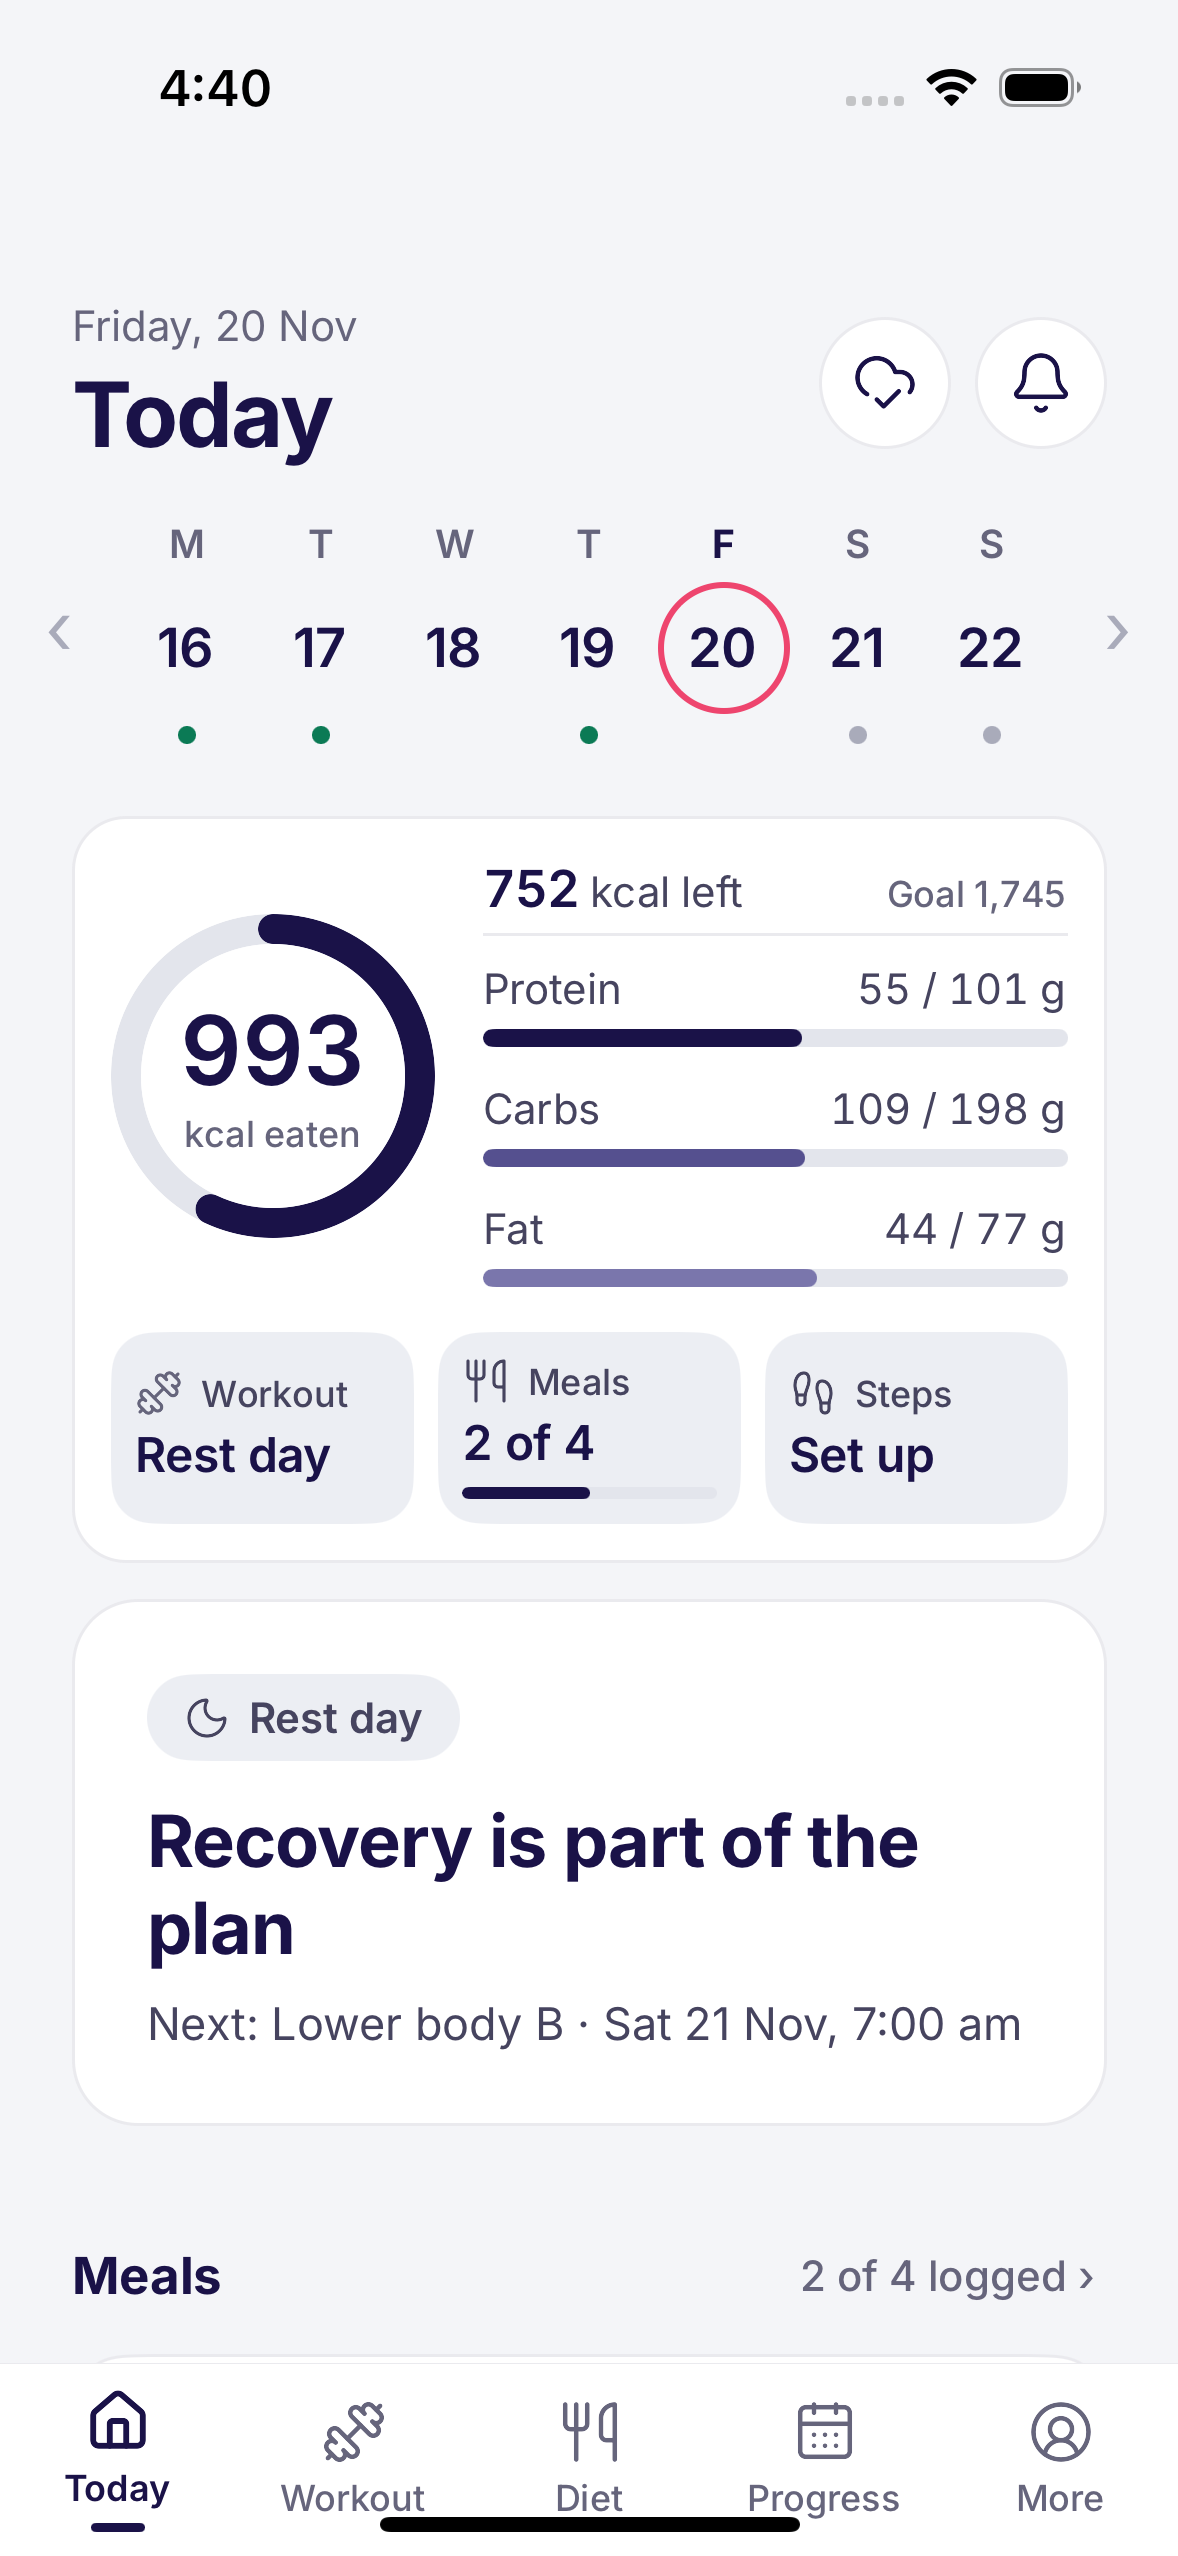 4:40
Friday, 20 Nov
Today
M T W T F S S
‹ 16 17 18 19 20 21 22 ›
752 kcal left Goal 1,745
993
kcal eaten
Protein 55 / 101 g
Carbs 109 / 198 g
Fat 44 / 77 g
Workout
Rest day
Meals
2 of 4
Steps
Set up
Rest day
Recovery is part of the
plan
Next: Lower body B · Sat 21 Nov, 7:00 am
Meals 2 of 4 logged ›
Today Workout Diet Progress More